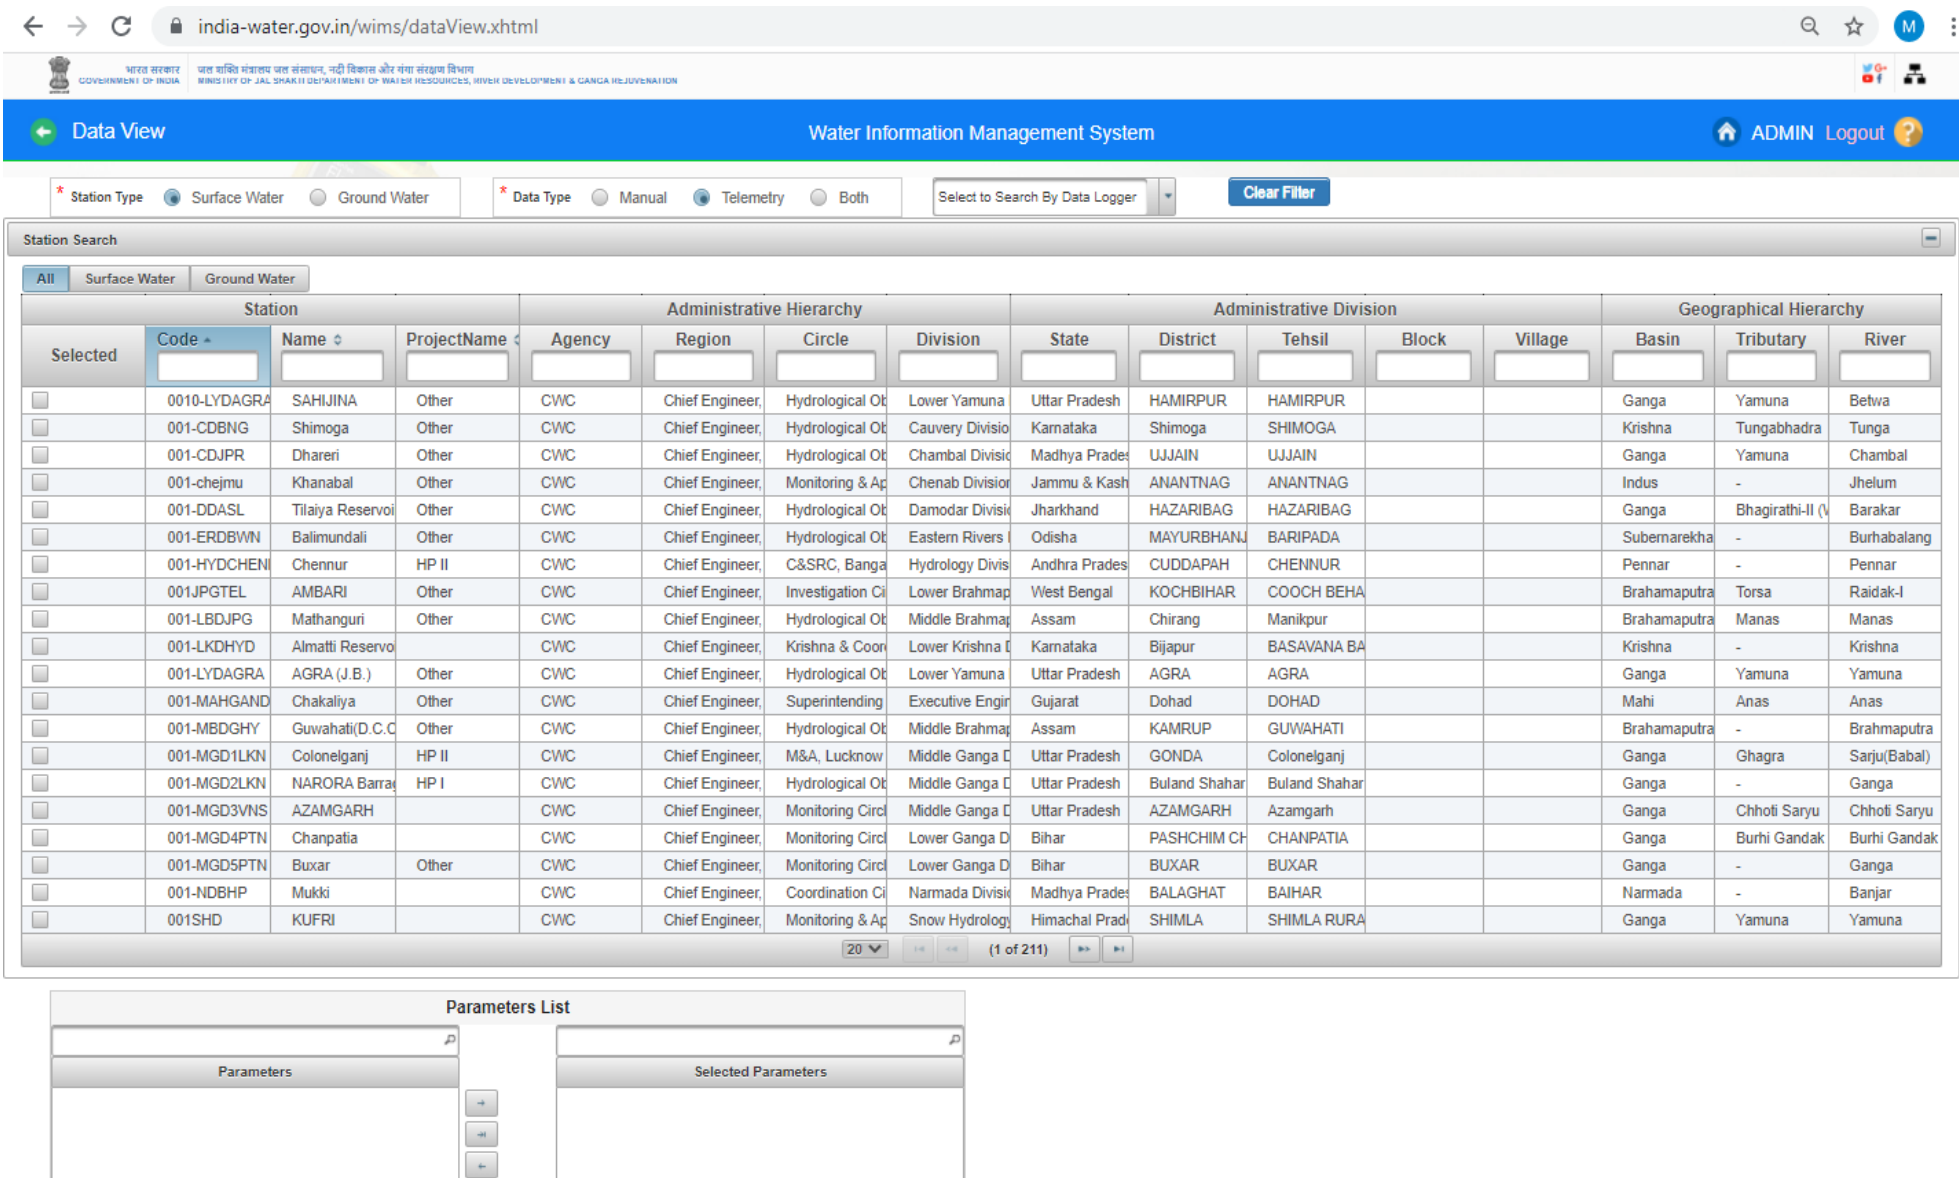 india-water.gov.in/wims/dataView.xhtml
M
भारत सरकार
GOVERNMENT OF INDIA
जल शक्ति मंत्रालय जल संसाधन, नदी विकास और गंगा संरक्षण विभाग
MINISTRY OF JAL SHAKTI DEPARTMENT OF WATER RESOURCES, RIVER DEVELOPMENT & GANGA REJUVENATION
Data View Water Information Management System ADMIN Logout ?
* Station Type Surface Water Ground Water * Data Type Manual Telemetry Both Select to Search By Data Logger Clear Filter
Station Search
All Surface Water Ground Water
Station Administrative Hierarchy Administrative Division Geographical Hierarchy
Selected Code Name ProjectName Agency Region Circle Division State District Tehsil Block Village Basin Tributary River
0010-LYDAGRA SAHIJINA Other CWC Chief Engineer, Hydrological Ob Lower Yamuna Uttar Pradesh HAMIRPUR HAMIRPUR Ganga Yamuna Betwa
001-CDBNG Shimoga Other CWC Chief Engineer, Hydrological Ob Cauvery Divisio Karnataka Shimoga SHIMOGA Krishna Tungabhadra Tunga
001-CDJPR Dhareri Other CWC Chief Engineer, Hydrological Ob Chambal Divisio Madhya Prades UJJAIN UJJAIN Ganga Yamuna Chambal
001-chejmu Khanabal Other CWC Chief Engineer, Monitoring & Ap Chenab Division Jammu & Kash ANANTNAG ANANTNAG Indus - Jhelum
001-DDASL Tilaiya Reservoi Other CWC Chief Engineer, Hydrological Ob Damodar Divisio Jharkhand HAZARIBAG HAZARIBAG Ganga Bhagirathi-II (W Barakar
001-ERDBWN Balimundali Other CWC Chief Engineer, Hydrological Ob Eastern Rivers Odisha MAYURBHANJ BARIPADA Subernarekha - Burhabalang
001-HYDCHEN Chennur HP II CWC Chief Engineer, C&SRC, Banga Hydrology Divis Andhra Prades CUDDAPAH CHENNUR Pennar - Pennar
001JPGTEL AMBARI Other CWC Chief Engineer, Investigation Ci Lower Brahmap West Bengal KOCHBIHAR COOCH BEHA Brahamaputra Torsa Raidak-I
001-LBDJPG Mathanguri Other CWC Chief Engineer, Hydrological Ob Middle Brahmap Assam Chirang Manikpur Brahamaputra Manas Manas
001-LKDHYD Almatti Reservoi CWC Chief Engineer, Krishna & Coor Lower Krishna D Karnataka Bijapur BASAVANA BA Krishna - Krishna
001-LYDAGRA AGRA (J.B.) Other CWC Chief Engineer, Hydrological Ob Lower Yamuna Uttar Pradesh AGRA AGRA Ganga Yamuna Yamuna
001-MAHGAND Chakaliya Other CWC Chief Engineer, Superintending Executive Engin Gujarat Dohad DOHAD Mahi Anas Anas
001-MBDGHY Guwahati(D.C.C Other CWC Chief Engineer, Hydrological Ob Middle Brahmap Assam KAMRUP GUWAHATI Brahamaputra - Brahmaputra
001-MGD1LKN Colonelganj HP II CWC Chief Engineer, M&A, Lucknow Middle Ganga D Uttar Pradesh GONDA Colonelganj Ganga Ghagra Sarju(Babal)
001-MGD2LKN NARORA Barrag HP I CWC Chief Engineer, Hydrological Ob Middle Ganga D Uttar Pradesh Buland Shahar Buland Shahar Ganga - Ganga
001-MGD3VNS AZAMGARH CWC Chief Engineer, Monitoring Circl Middle Ganga D Uttar Pradesh AZAMGARH Azamgarh Ganga Chhoti Saryu Chhoti Saryu
001-MGD4PTN Chanpatia CWC Chief Engineer, Monitoring Circl Lower Ganga D Bihar PASHCHIM CH CHANPATIA Ganga Burhi Gandak Burhi Gandak
001-MGD5PTN Buxar Other CWC Chief Engineer, Monitoring Circl Lower Ganga D Bihar BUXAR BUXAR Ganga - Ganga
001-NDBHP Mukki CWC Chief Engineer, Coordination Ci Narmada Divisio Madhya Prades BALAGHAT BAIHAR Narmada - Banjar
001SHD KUFRI CWC Chief Engineer, Monitoring & Ap Snow Hydrology Himachal Prade SHIMLA SHIMLA RURA Ganga Yamuna Yamuna
20 (1 of 211)
Parameters List
Parameters Selected Parameters